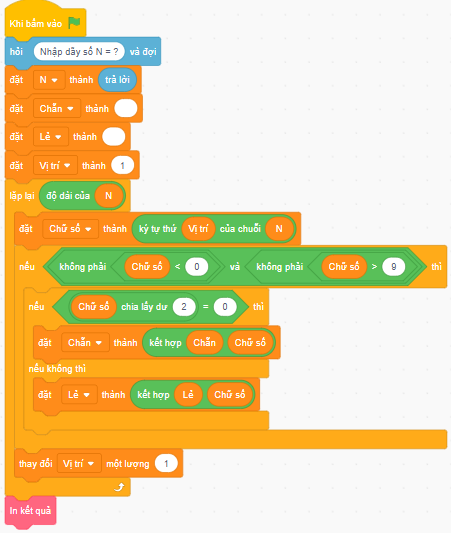 Khi bấm vào
hỏi Nhập dãy số N = ? và đợi
đặt N thành trả lời
đặt Chẵn thành
đặt Lẻ thành
đặt Vị trí thành 1
lặp lại độ dài của N
đặt Chữ số thành ký tự thứ Vị trí của chuỗi N
nếu không phải Chữ số < 0 và không phải Chữ số > 9 thì
nếu Chữ số chia lấy dư 2 = 0 thì
đặt Chẵn thành kết hợp Chẵn Chữ số
nếu không thì
đặt Lẻ thành kết hợp Lẻ Chữ số
thay đổi Vị trí một lượng 1
In kết quả